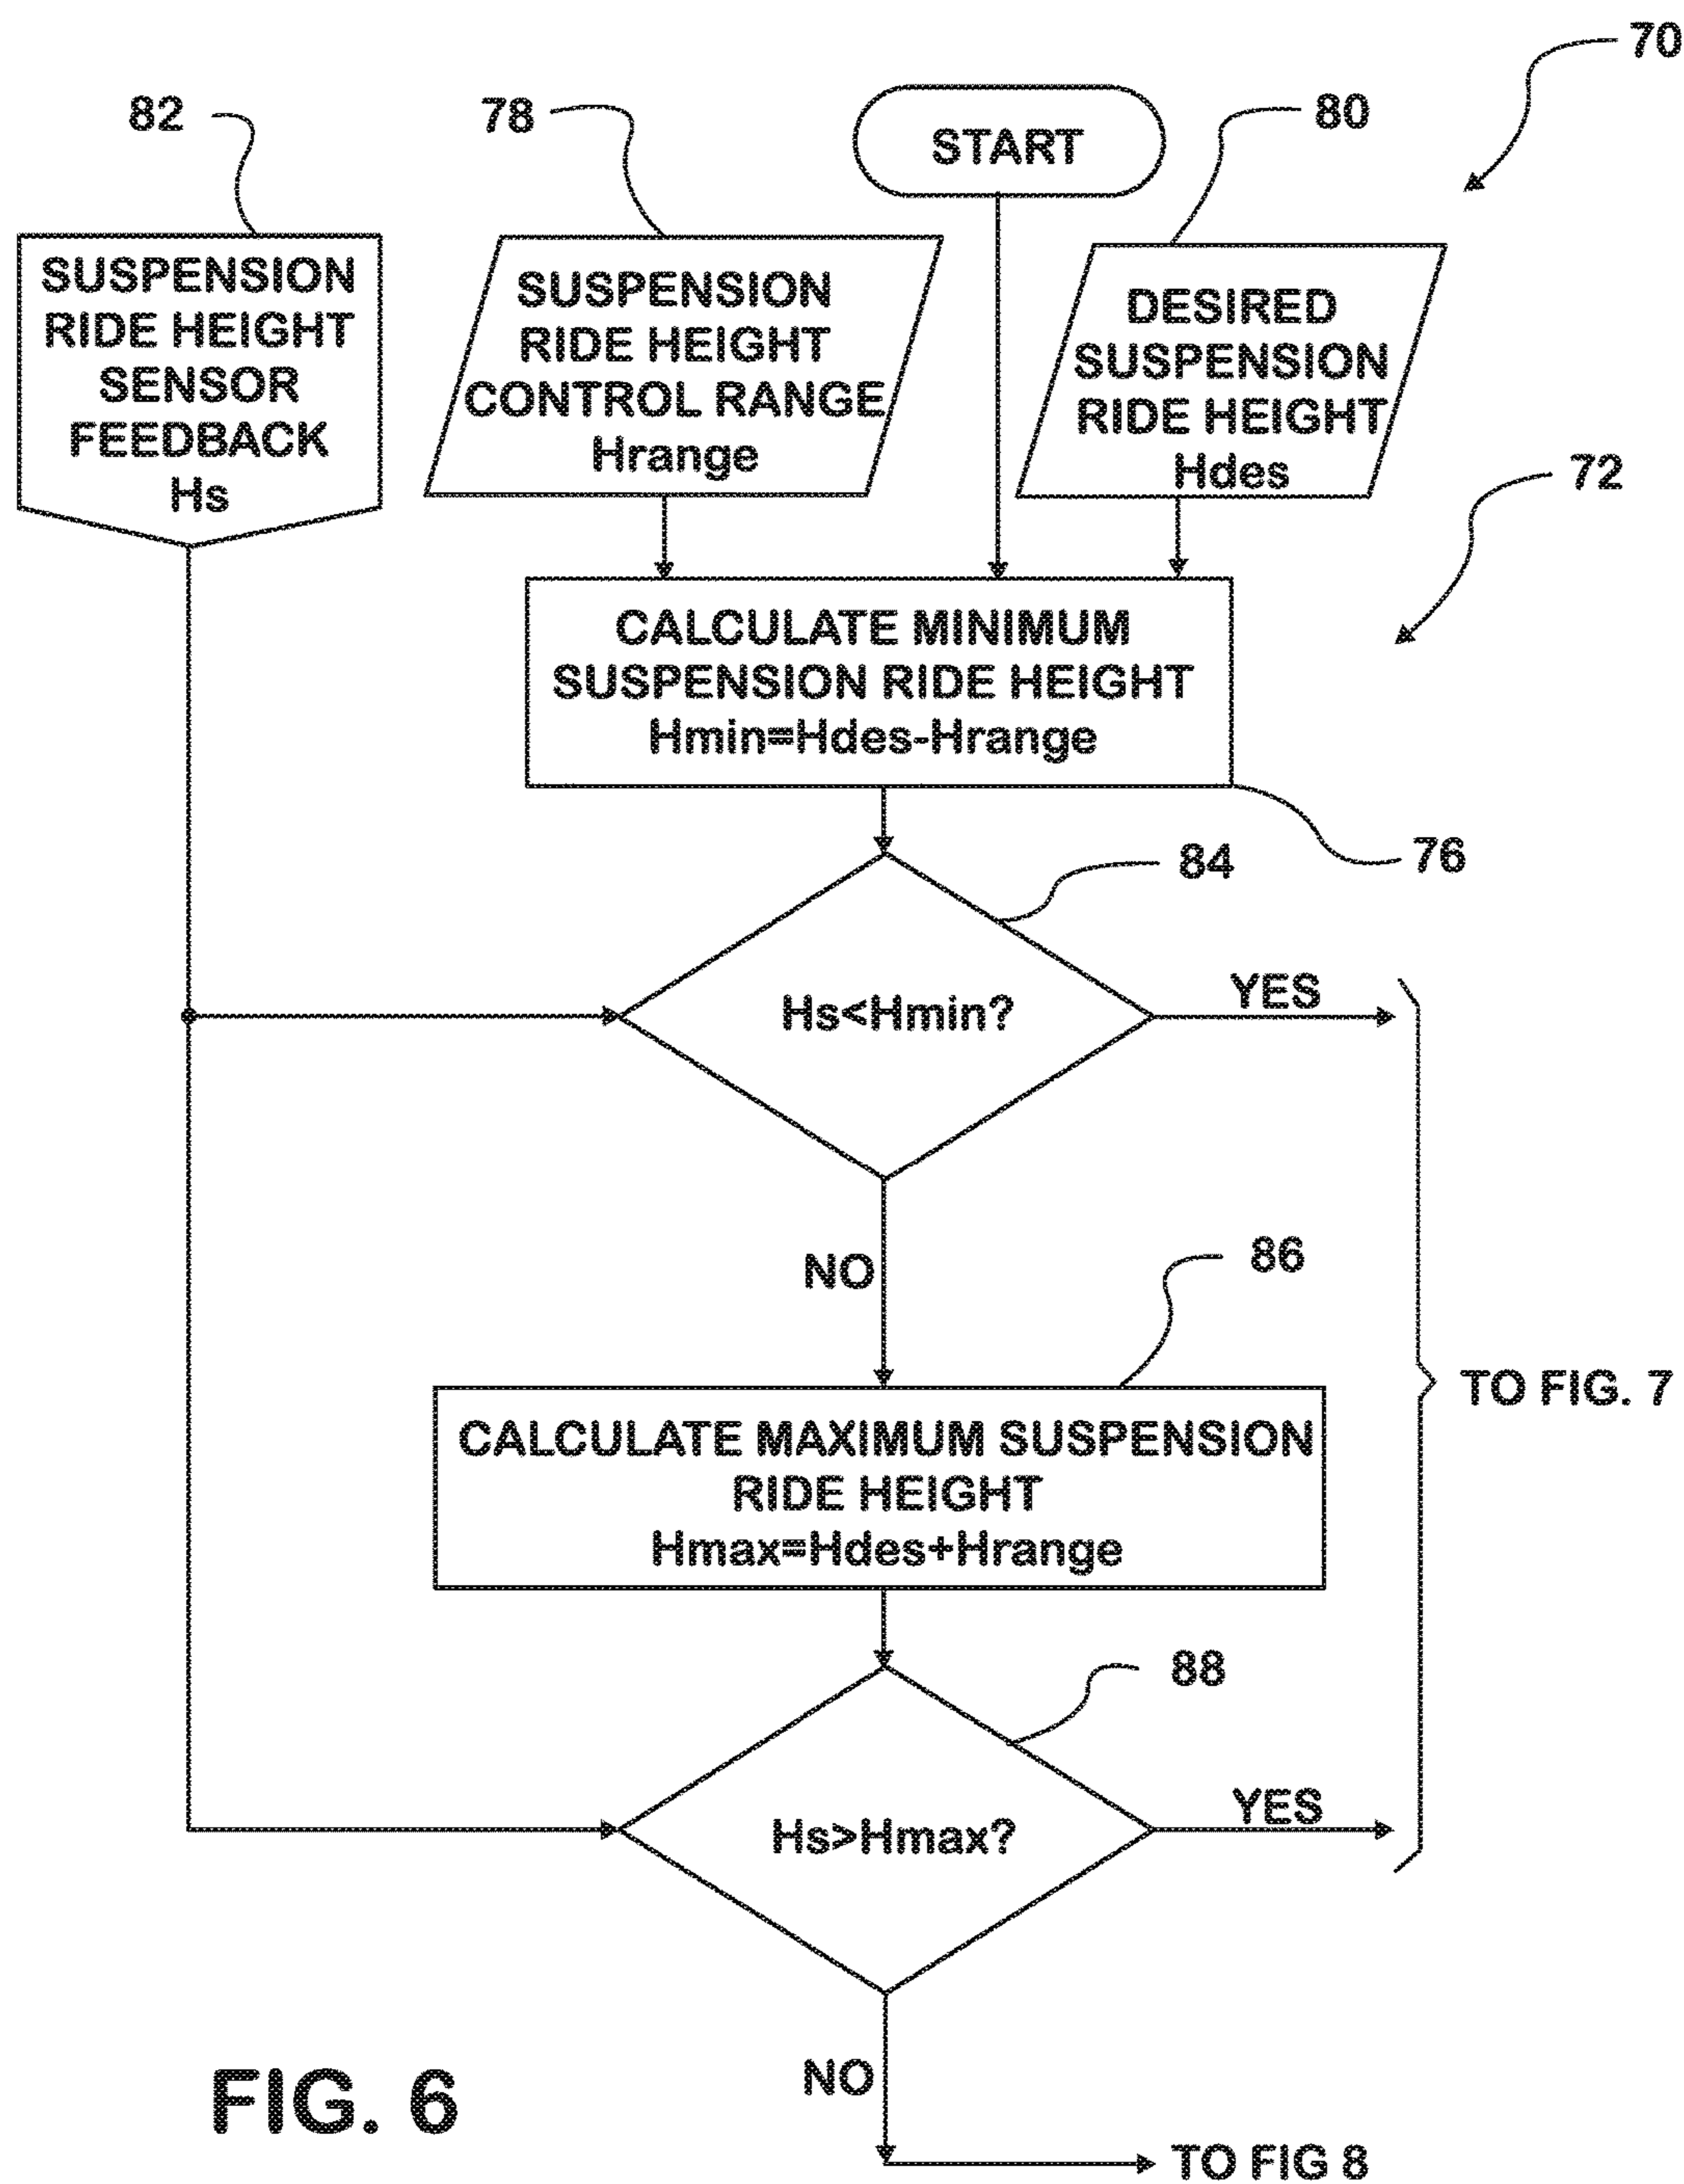 70
82
78
START
80
SUSPENSION
RIDE HEIGHT
SENSOR
FEEDBACK
Hs
SUSPENSION
RIDE HEIGHT
CONTROL RANGE
Hrange
DESIRED
SUSPENSION
RIDE HEIGHT
Hdes
72
CALCULATE MINIMUM
SUSPENSION RIDE HEIGHT
Hmin=Hdes-Hrange
76
84
Hs<Hmin?
YES
NO
86
TO FIG. 7
CALCULATE MAXIMUM SUSPENSION
RIDE HEIGHT
Hmax=Hdes+Hrange
88
Hs>Hmax?
YES
NO
FIG. 6
TO FIG 8